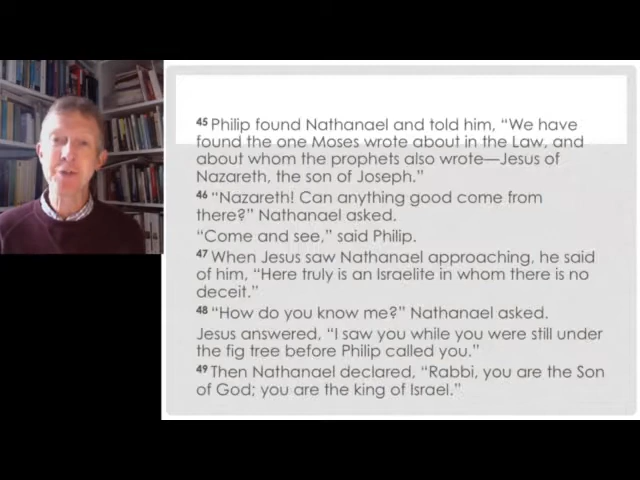 45 Philip found Nathanael and told him, “We have
found the one Moses wrote about in the Law, and
about whom the prophets also wrote—Jesus of
Nazareth, the son of Joseph.”
46 “Nazareth! Can anything good come from
there?” Nathanael asked.
“Come and see,” said Philip.
47 When Jesus saw Nathanael approaching, he said
of him, “Here truly is an Israelite in whom there is no
deceit.”
48 “How do you know me?” Nathanael asked.
Jesus answered, “I saw you while you were still under
the fig tree before Philip called you.”
49 Then Nathanael declared, “Rabbi, you are the Son
of God; you are the king of Israel.”